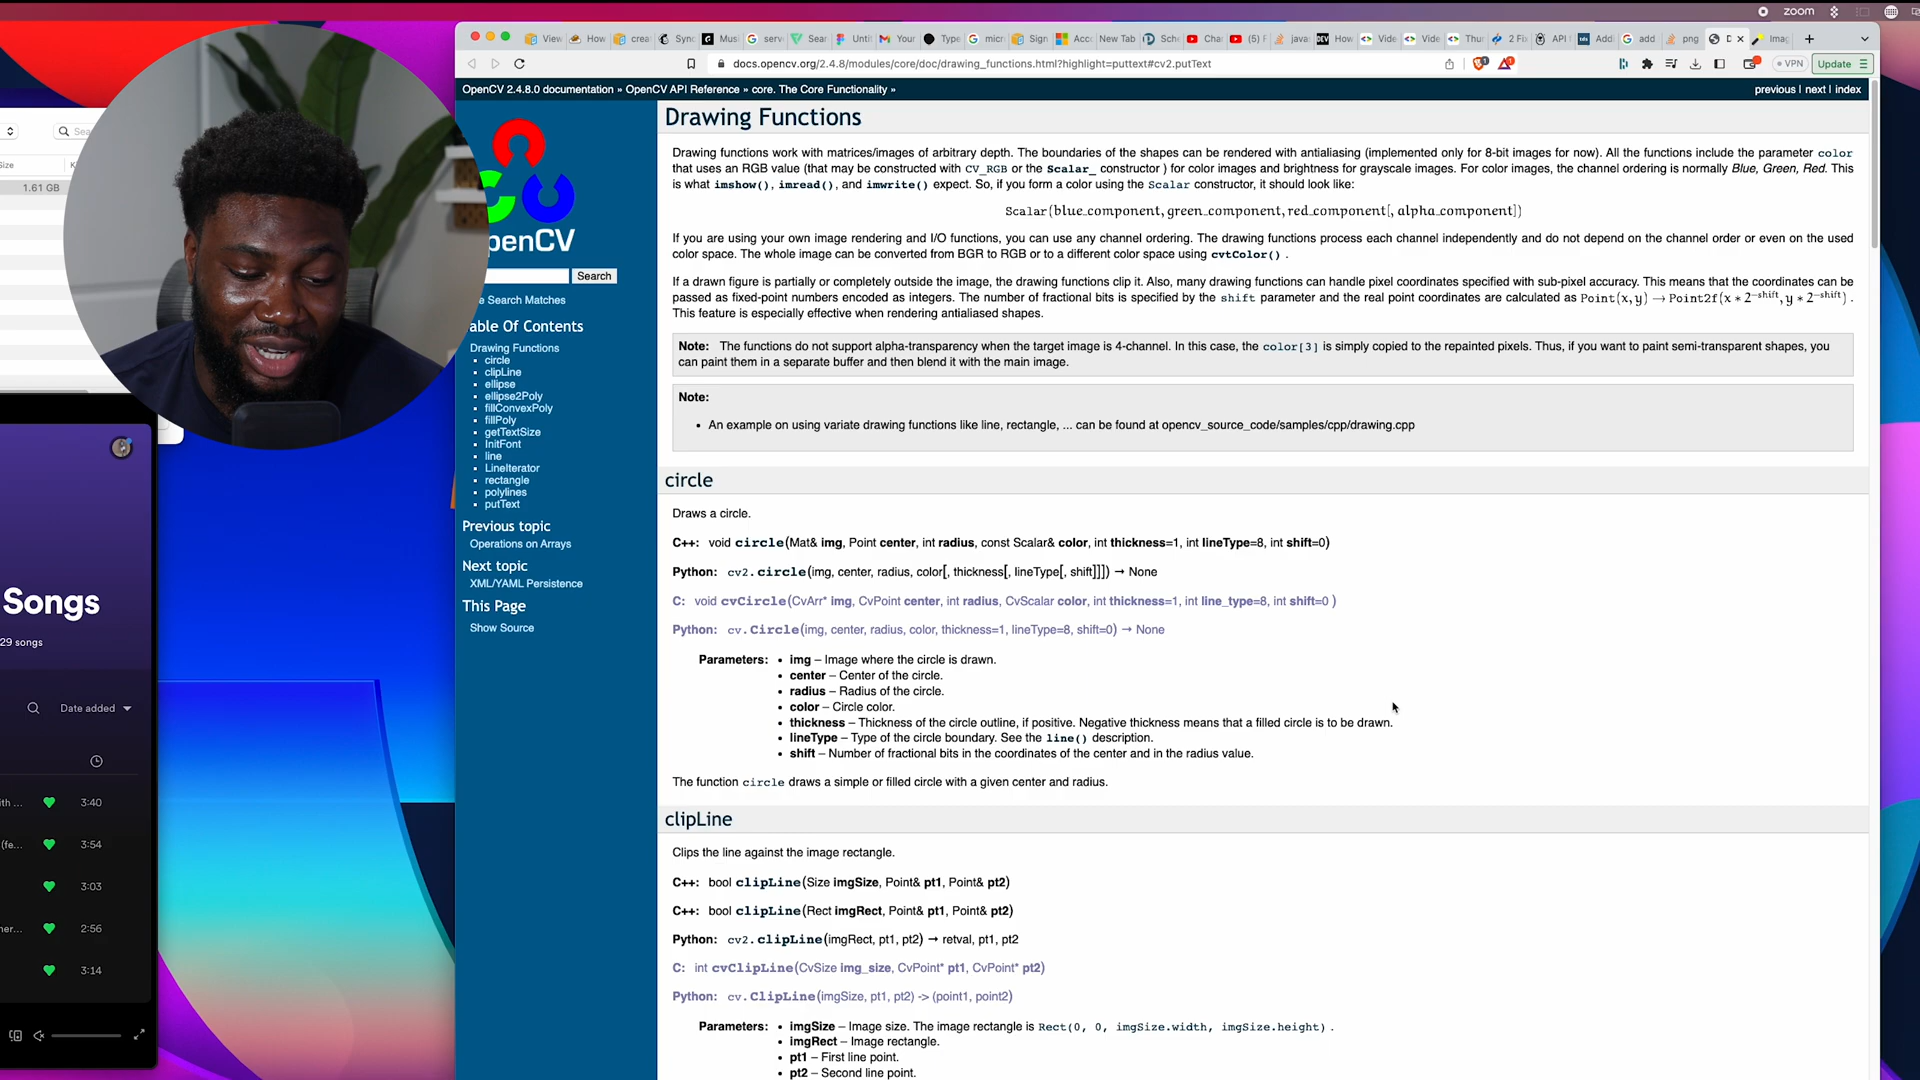 zoom
View
How
crea
Sync
Mus
serv
Sear
Unti
Your
Type
micr
Sign
Acco
New Tab
Sche
Cha
(5) F
java
How
Vide
Vide
Thu
2 Fi
API
Add
add
png
Imag
docs.opencv.org/2.4.8/modules/core/doc/drawing_functions.html?highlight=puttext#cv2.putText
VPN
Update
OpenCV 2.4.8.0 documentation » OpenCV API Reference » core. The Core Functionality »
previous | next | index
Size
1.61 GB
penCV
Search
e Search Matches
able Of Contents
Drawing Functions
circle
clipLine
ellipse
ellipse2Poly
fillConvexPoly
fillPoly
getTextSize
InitFont
line
LineIterator
rectangle
polylines
putText
Previous topic
Operations on Arrays
Next topic
XML/YAML Persistence
This Page
Show Source
Songs
29 songs
Date added
ith ...
3:40
(fe...
3:54
3:03
ner...
2:56
3:14
Drawing Functions
Drawing functions work with matrices/images of arbitrary depth. The boundaries of the shapes can be rendered with antialiasing (implemented only for 8-bit images for now). All the functions include the parameter color
that uses an RGB value (that may be constructed with CV_RGB or the Scalar_ constructor ) for color images and brightness for grayscale images. For color images, the channel ordering is normally Blue, Green, Red. This
is what imshow(), imread(), and imwrite() expect. So, if you form a color using the Scalar constructor, it should look like:
Scalar(blue_component, green_component, red_component[, alpha_component])
If you are using your own image rendering and I/O functions, you can use any channel ordering. The drawing functions process each channel independently and do not depend on the channel order or even on the used
color space. The whole image can be converted from BGR to RGB or to a different color space using cvtColor() .
If a drawn figure is partially or completely outside the image, the drawing functions clip it. Also, many drawing functions can handle pixel coordinates specified with sub-pixel accuracy. This means that the coordinates can be
passed as fixed-point numbers encoded as integers. The number of fractional bits is specified by the shift parameter and the real point coordinates are calculated as Point(x, y) → Point2f(x * 2^-shift, y * 2^-shift) .
This feature is especially effective when rendering antialiased shapes.
Note: The functions do not support alpha-transparency when the target image is 4-channel. In this case, the color[3] is simply copied to the repainted pixels. Thus, if you want to paint semi-transparent shapes, you
can paint them in a separate buffer and then blend it with the main image.
Note:
• An example on using variate drawing functions like line, rectangle, ... can be found at opencv_source_code/samples/cpp/drawing.cpp
circle
Draws a circle.
C++: void circle(Mat& img, Point center, int radius, const Scalar& color, int thickness=1, int lineType=8, int shift=0)
Python: cv2.circle(img, center, radius, color[, thickness[, lineType[, shift]]]) → None
C: void cvCircle(CvArr* img, CvPoint center, int radius, CvScalar color, int thickness=1, int line_type=8, int shift=0 )
Python: cv.Circle(img, center, radius, color, thickness=1, lineType=8, shift=0) → None
Parameters: • img – Image where the circle is drawn.
• center – Center of the circle.
• radius – Radius of the circle.
• color – Circle color.
• thickness – Thickness of the circle outline, if positive. Negative thickness means that a filled circle is to be drawn.
• lineType – Type of the circle boundary. See the line() description.
• shift – Number of fractional bits in the coordinates of the center and in the radius value.
The function circle draws a simple or filled circle with a given center and radius.
clipLine
Clips the line against the image rectangle.
C++: bool clipLine(Size imgSize, Point& pt1, Point& pt2)
C++: bool clipLine(Rect imgRect, Point& pt1, Point& pt2)
Python: cv2.clipLine(imgRect, pt1, pt2) → retval, pt1, pt2
C: int cvClipLine(CvSize img_size, CvPoint* pt1, CvPoint* pt2)
Python: cv.ClipLine(imgSize, pt1, pt2) -> (point1, point2)
Parameters: • imgSize – Image size. The image rectangle is Rect(0, 0, imgSize.width, imgSize.height) .
• imgRect – Image rectangle.
• pt1 – First line point.
• pt2 – Second line point.